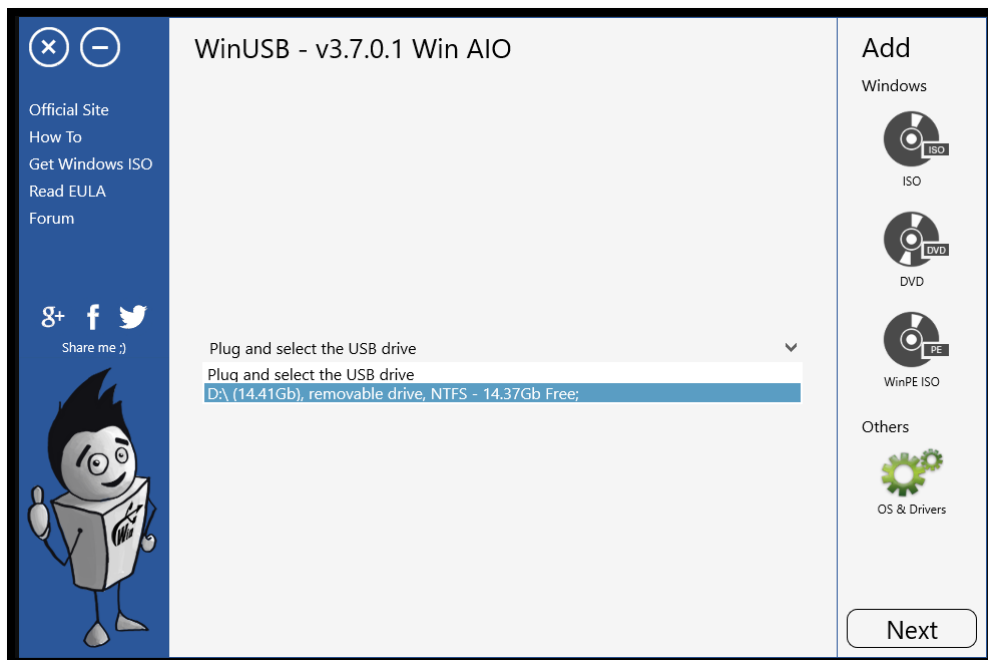 WinUSB - v3.7.0.1 Win AIO
Official Site
How To
Get Windows ISO
Read EULA
Forum
8+ f
Share me ;)
Win
Plug and select the USB drive
Plug and select the USB drive
D:\ (14.41Gb), removable drive, NTFS - 14.37Gb Free;
Add
Windows
ISO
ISO
DVD
DVD
PE
WinPE ISO
Others
OS & Drivers
Next